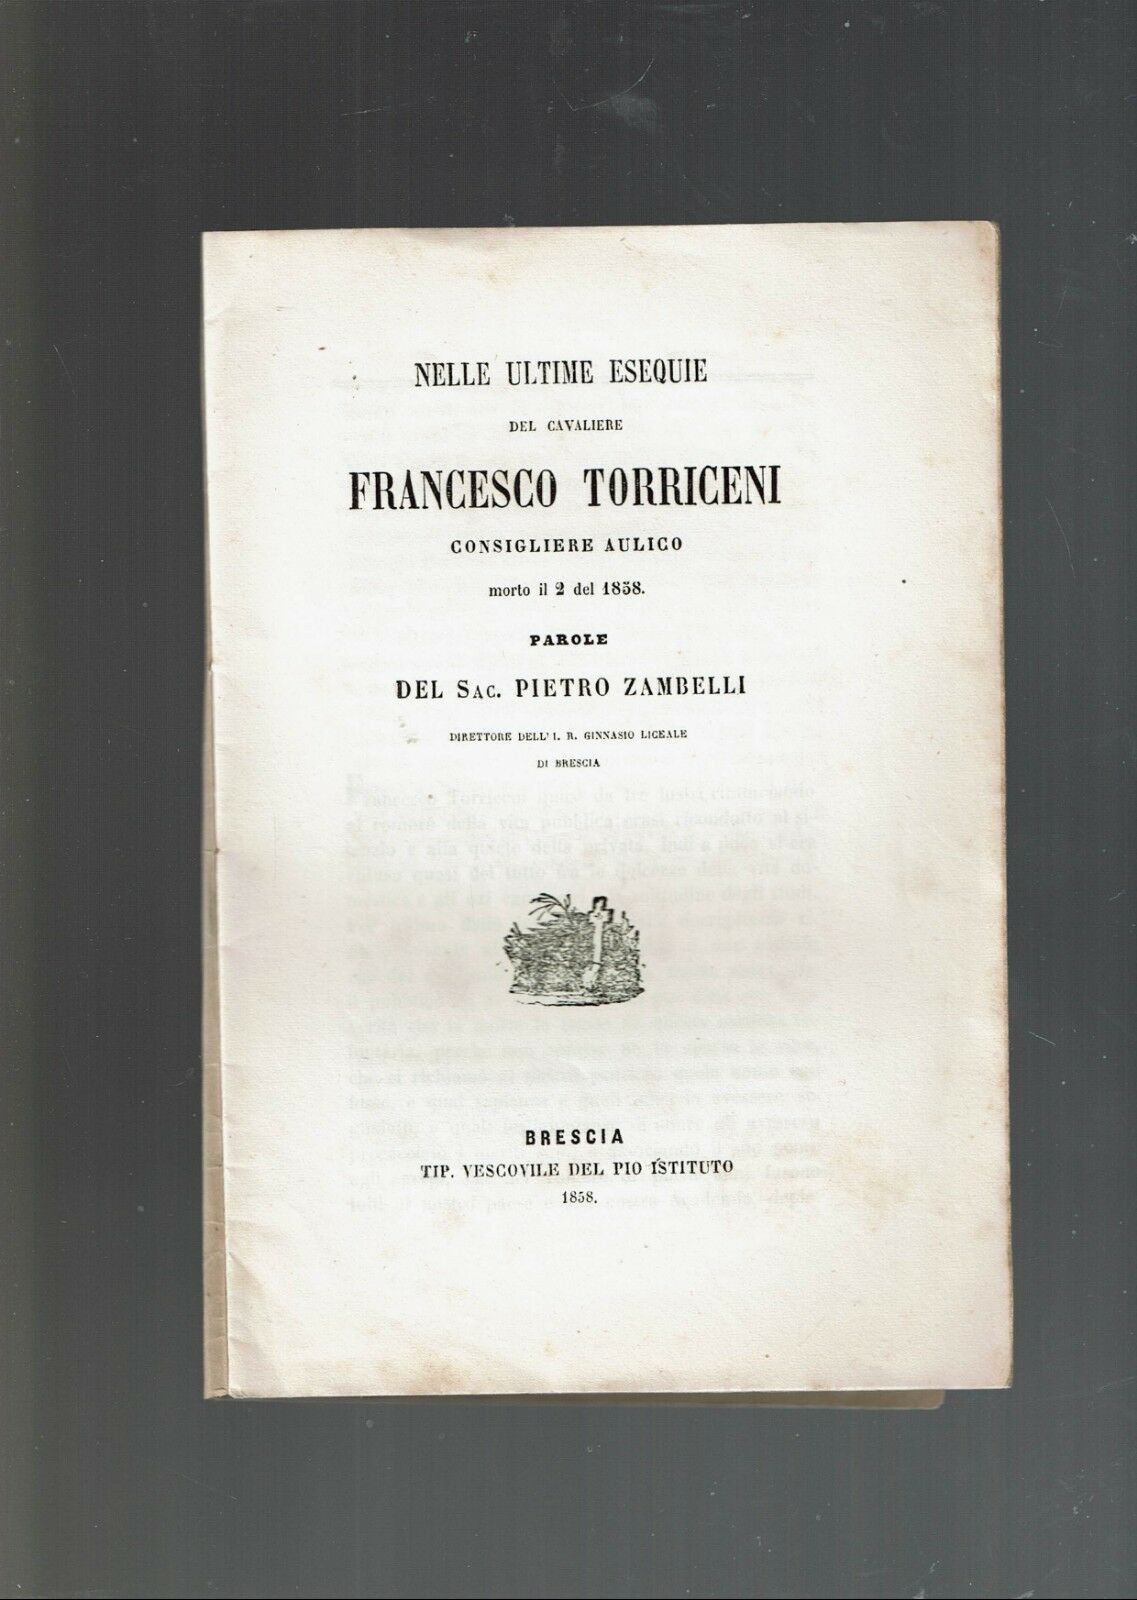 NELLE ULTIME ESEQUIE
DEL CAVALIERE
FRANCESCO TORRICENI
CONSIGLIERE AULICO
morto il 2 del 1858.
PAROLE
DEL SAC. PIETRO ZAMBELLI
DIRETTORE DELL' I. R. GINNASIO LICEALE
DI BRESCIA
BRESCIA
TIP. VESCOVILE DEL PIO ISTITUTO
1858.